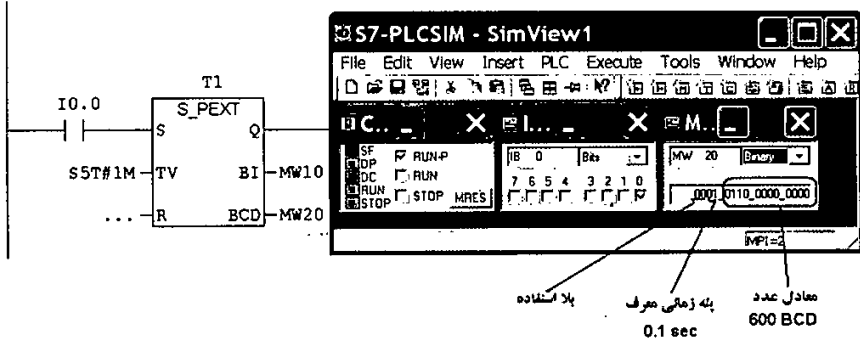 S7-PLCSIM - SimView1
File Edit View Insert PLC Execute Tools Window Help
T1
I0.0
S_PEXT
S Q
S5T#1M TV BI MW10
... R BCD MW20
C..
SF
DP
DC
RUN
STOP
RUN-P
RUN
STOP
MRES
I...
IB 0 Bits
7 6 5 4 3 2 1 0
M..
MW 20 Binary
0001_0110_0000_0000
MPI=2
بلا استفاده
پله زمانی معرف
0.1 sec
معادل عدد
600 BCD